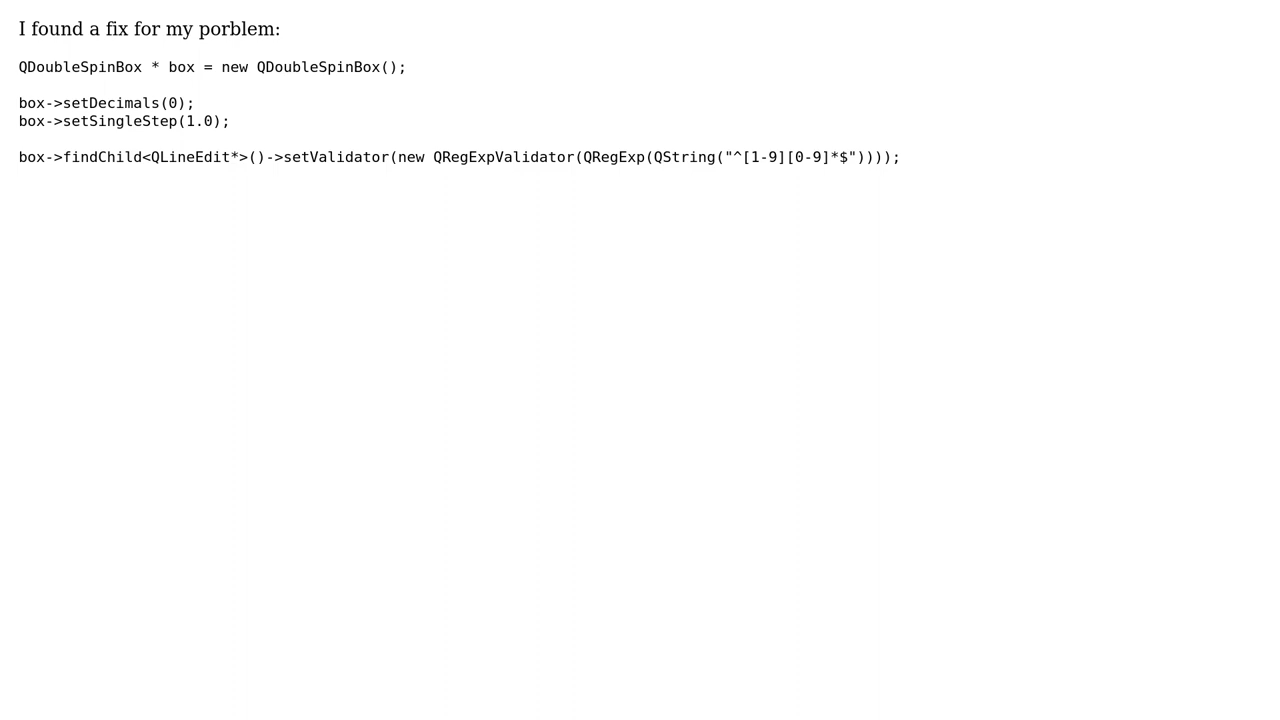 I found a fix for my porblem:
QDoubleSpinBox * box = new QDoubleSpinBox();
box->setDecimals(0);
box->setSingleStep(1.0);
box->findChild<QLineEdit*>()->setValidator(new QRegExpValidator(QRegExp(QString("^[1-9][0-9]*$"))));